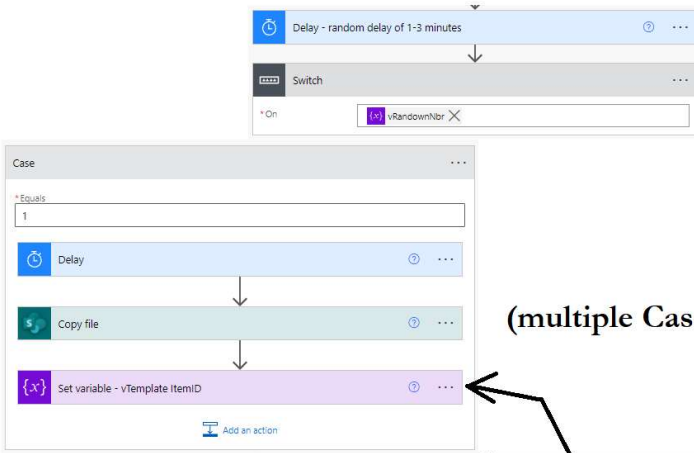 Delay - random delay of 1-3 minutes
Switch
* On
{x} vRandownNbr
Case
* Equals
1
Delay
Copy file
(multiple Cas
{x} Set variable - vTemplate ItemID
Add an action